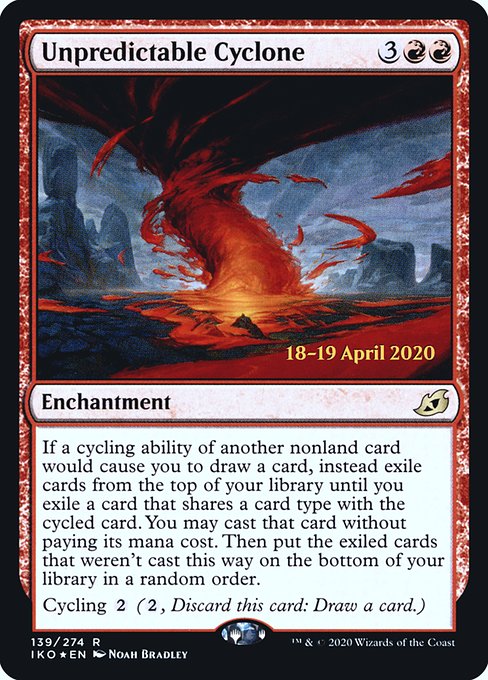 Unpredictable Cyclone 3
18–19 April 2020
Enchantment
If a cycling ability of another nonland card
would cause you to draw a card, instead exile
cards from the top of your library until you
exile a card that shares a card type with the
cycled card. You may cast that card without
paying its mana cost. Then put the exiled cards
that weren't cast this way on the bottom of your
library in a random order.
Cycling 2 (2, Discard this card: Draw a card.)
139/274 R
IKO★EN Noah Bradley
™ & © 2020 Wizards of the Coast